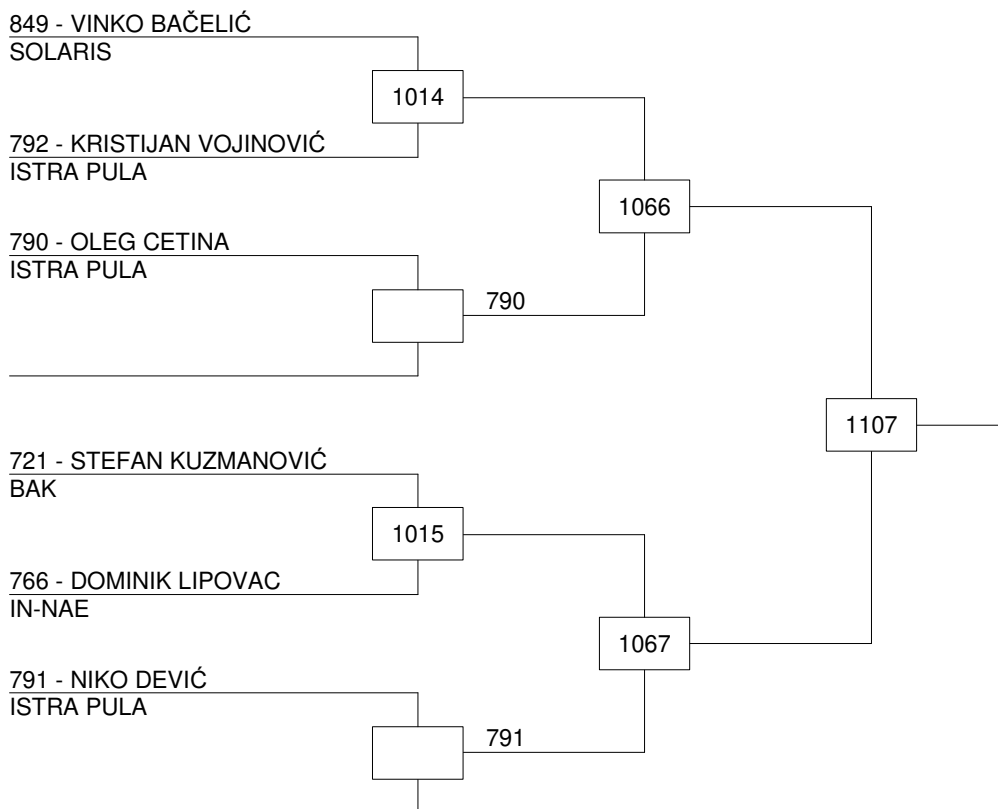 849 - VINKO BAČELIĆ
SOLARIS
1014
792 - KRISTIJAN VOJINOVIĆ
ISTRA PULA
1066
790 - OLEG CETINA
ISTRA PULA
790
1107
721 - STEFAN KUZMANOVIĆ
BAK
1015
766 - DOMINIK LIPOVAC
IN-NAE
1067
791 - NIKO DEVIĆ
ISTRA PULA
791